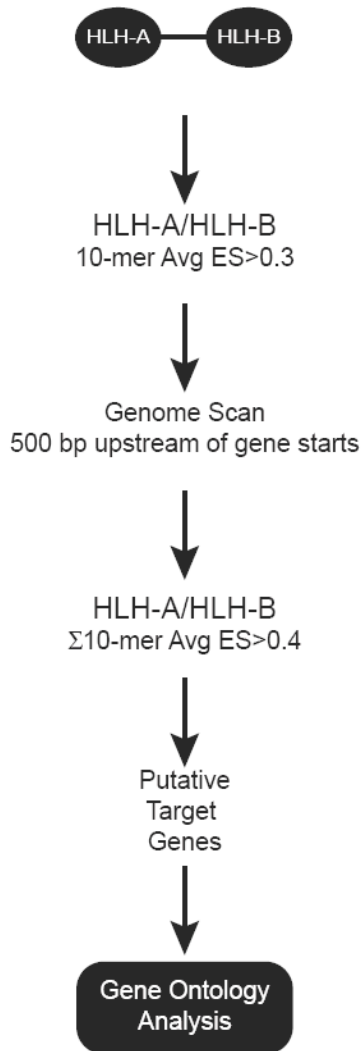 HLH-A HLH-B
HLH-A/HLH-B
10-mer Avg ES>0.3
Genome Scan
500 bp upstream of gene starts
HLH-A/HLH-B
Σ10-mer Avg ES>0.4
Putative
Target
Genes
Gene Ontology
Analysis